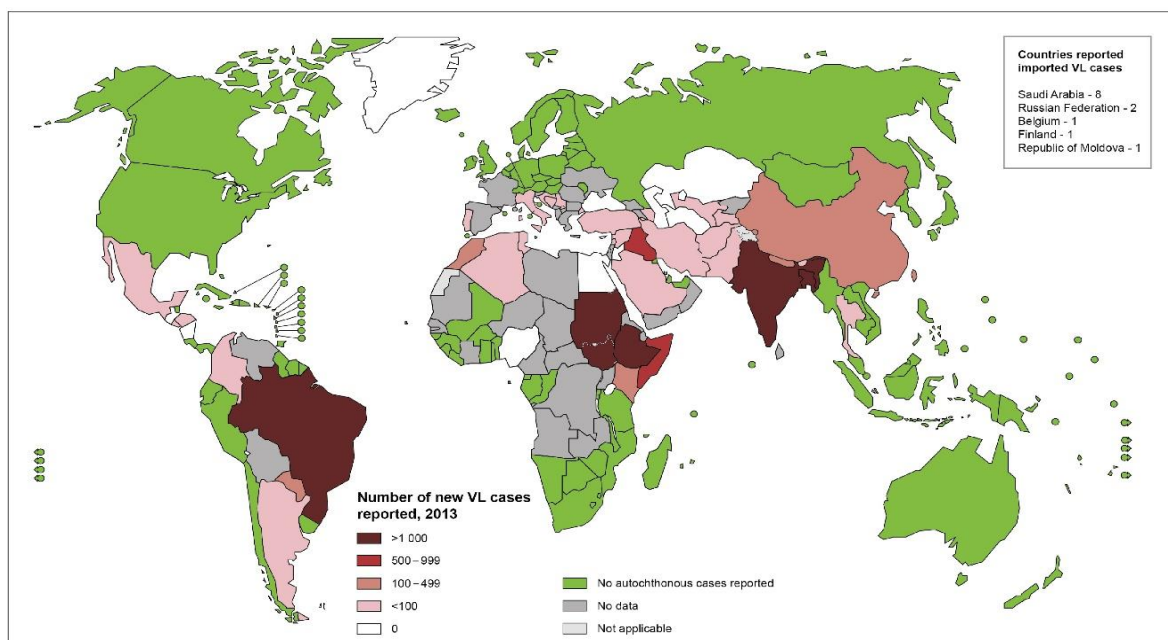 Countries reported
imported VL cases
Saudi Arabia - 8
Russian Federation - 2
Belgium - 1
Finland - 1
Republic of Moldova - 1
Number of new VL cases
reported, 2013
>1 000
500–999
100–499
<100
0
No autochthonous cases reported
No data
Not applicable